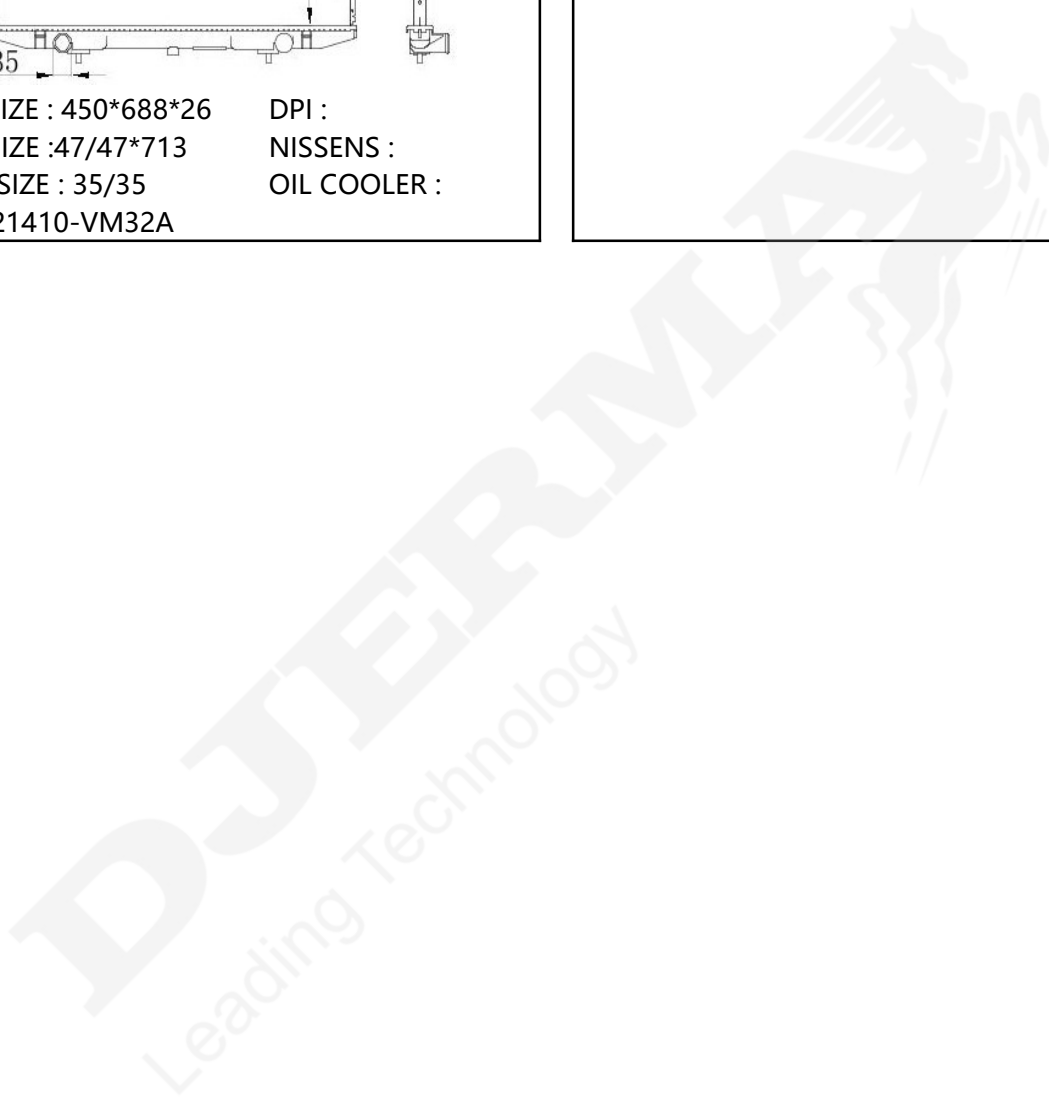 35
IZE : 450*688*26 DPI :
IZE :47/47*713 NISSENS :
SIZE : 35/35 OIL COOLER :
21410-VM32A
DJERMA
Leading Technology